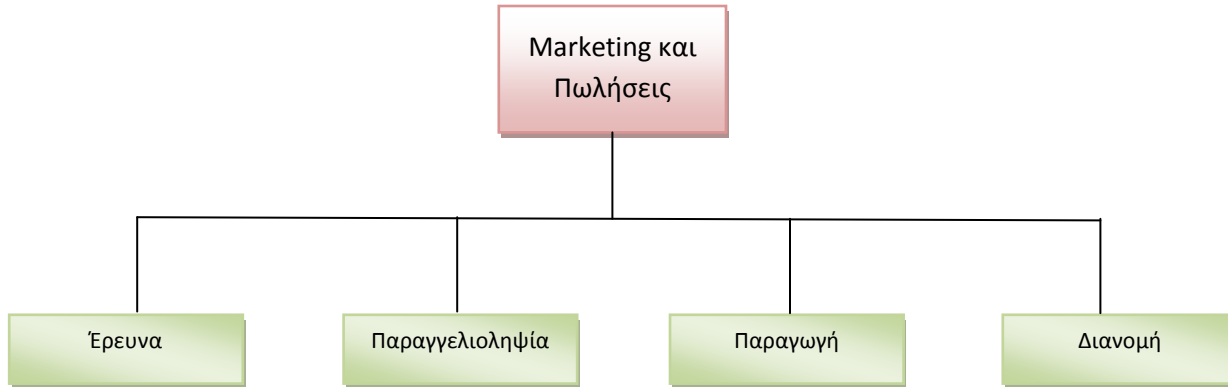 Marketing και
Πωλήσεις
Έρευνα
Παραγγελιοληψία
Παραγωγή
Διανομή